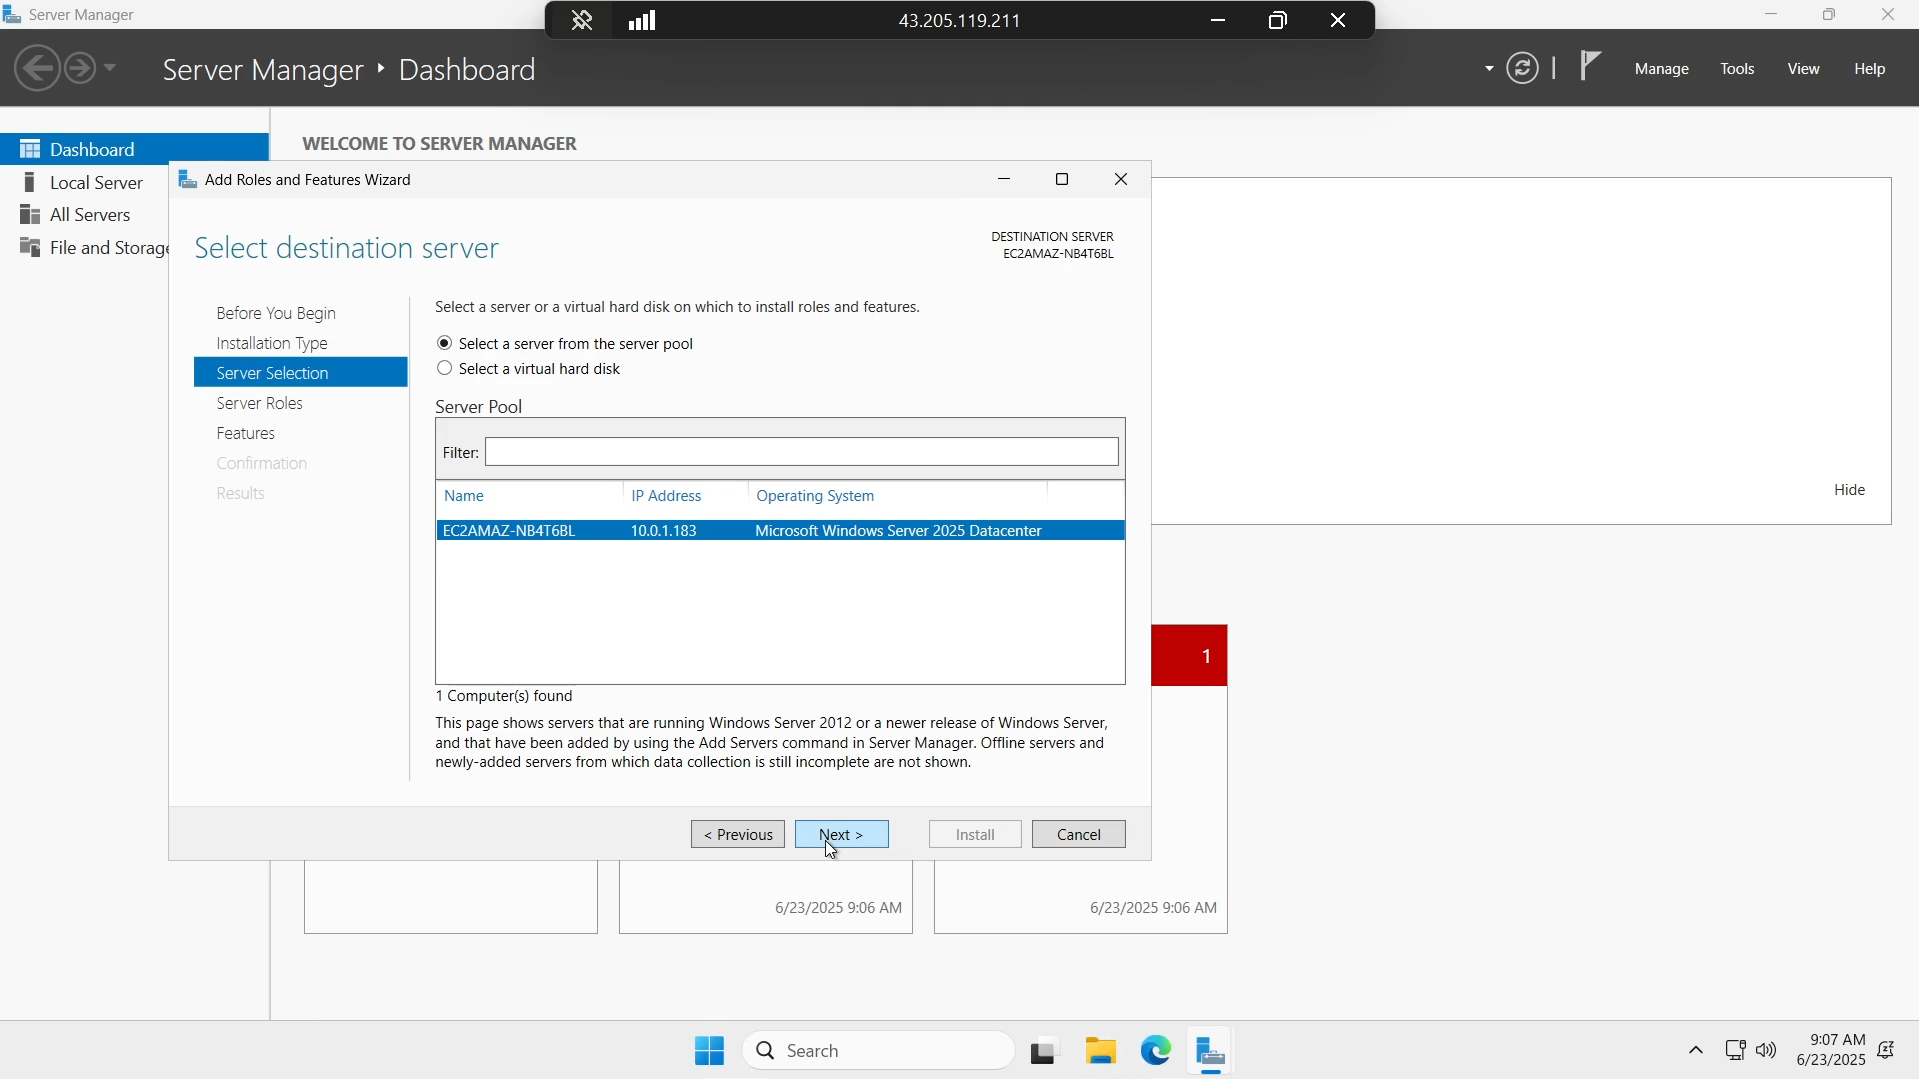 Server Manager
43.205.119.211
Server Manager ‣ Dashboard
Manage
Tools
View
Help
Dashboard
Local Server
All Servers
File and Storage
WELCOME TO SERVER MANAGER
Add Roles and Features Wizard
Select destination server
DESTINATION SERVER
EC2AMAZ-NB4T6BL
Before You Begin
Installation Type
Server Selection
Server Roles
Features
Confirmation
Results
Select a server or a virtual hard disk on which to install roles and features.
Select a server from the server pool
Select a virtual hard disk
Server Pool
Filter:
Name IP Address Operating System
EC2AMAZ-NB4T6BL 10.0.1.183 Microsoft Windows Server 2025 Datacenter
1 Computer(s) found
This page shows servers that are running Windows Server 2012 or a newer release of Windows Server,
and that have been added by using the Add Servers command in Server Manager. Offline servers and
newly-added servers from which data collection is still incomplete are not shown.
< Previous
Next >
Install
Cancel
Hide
1
6/23/2025 9:06 AM
6/23/2025 9:06 AM
Search
9:07 AM
6/23/2025